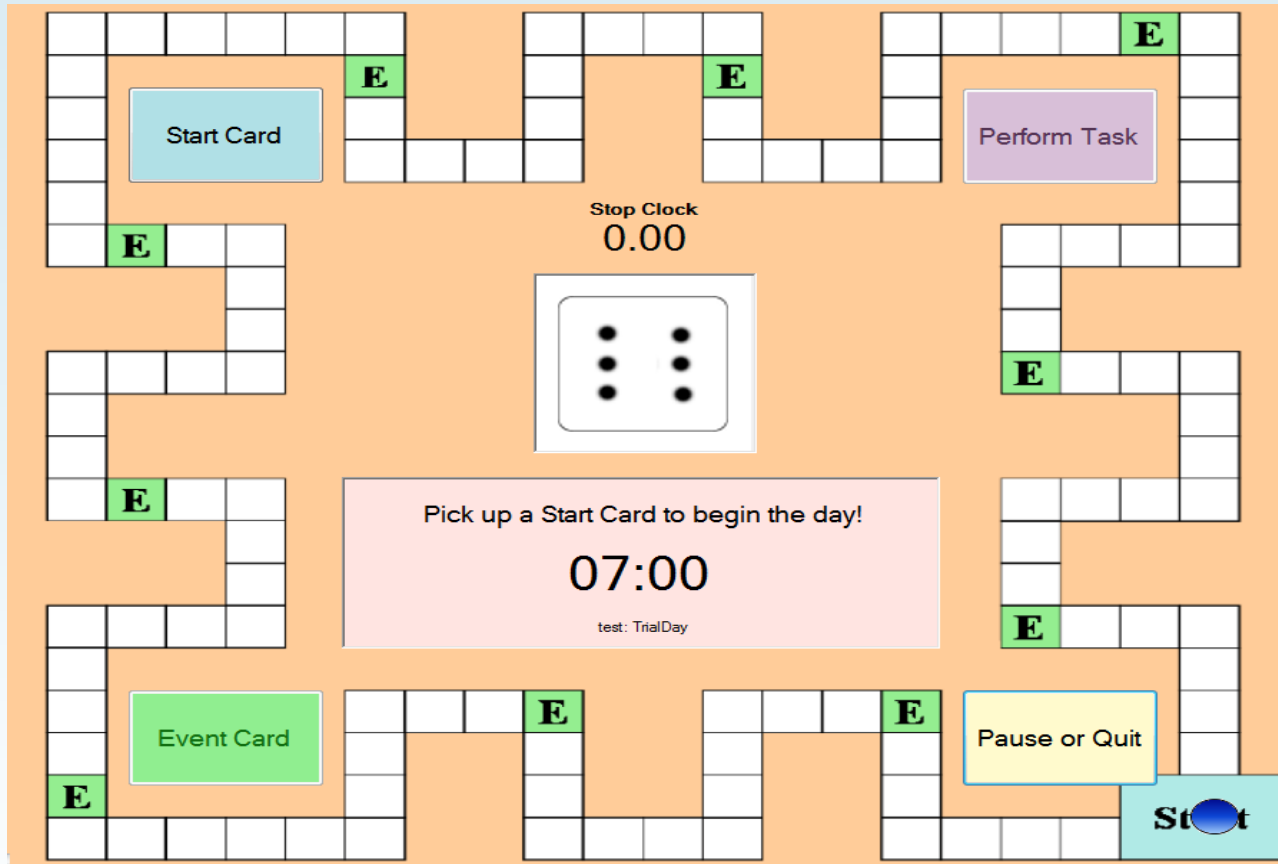 E
E
E
Start Card
Perform Task
Stop Clock
0.00
E
E
E
Pick up a Start Card to begin the day!
07:00
test: TrialDay
E
E
E
Event Card
Pause or Quit
E
St t